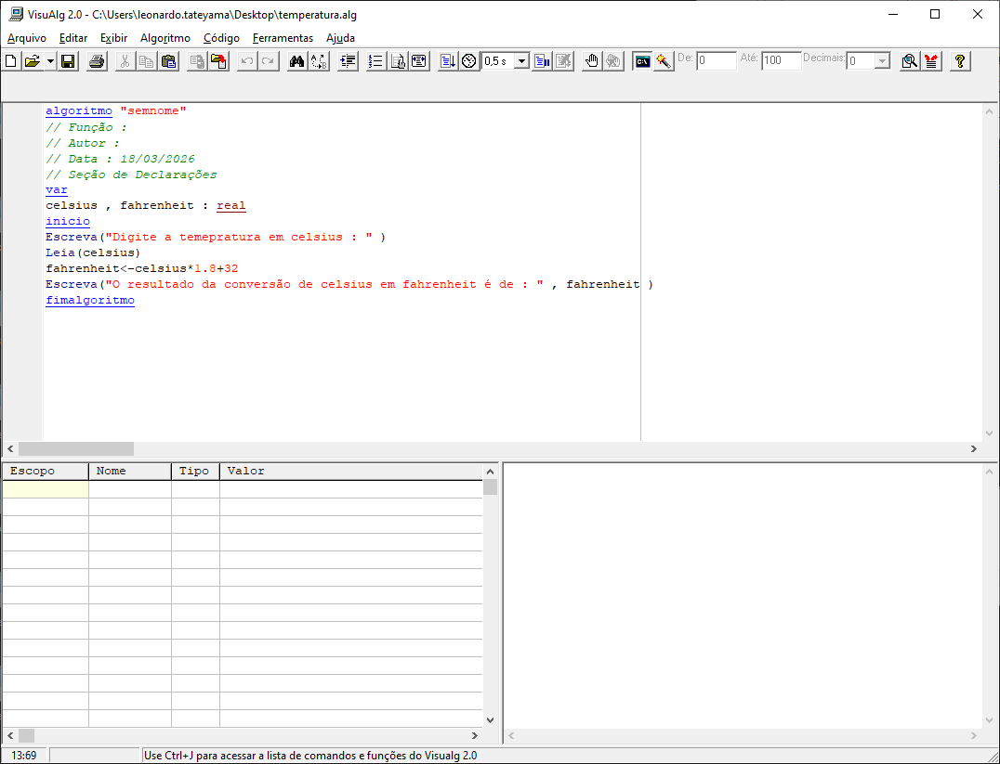 VisuAlg 2.0 - C:\Users\leonardo.tateyama\Desktop\temperatura.alg
Arquivo Editar Exibir Algoritmo Código Ferramentas Ajuda
0,5 s De: 0 Até: 100 Decimais: 0
algoritmo "semnome"
// Função :
// Autor :
// Data : 18/03/2026
// Seção de Declarações
var
celsius , fahrenheit : real
inicio
Escreva("Digite a temepratura em celsius : " )
Leia(celsius)
fahrenheit<-celsius*1.8+32
Escreva("O resultado da conversão de celsius em fahrenheit é de : " , fahrenheit )
fimalgoritmo
Escopo Nome Tipo Valor
13:69 Use Ctrl+J para acessar a lista de comandos e funções do Visualg 2.0